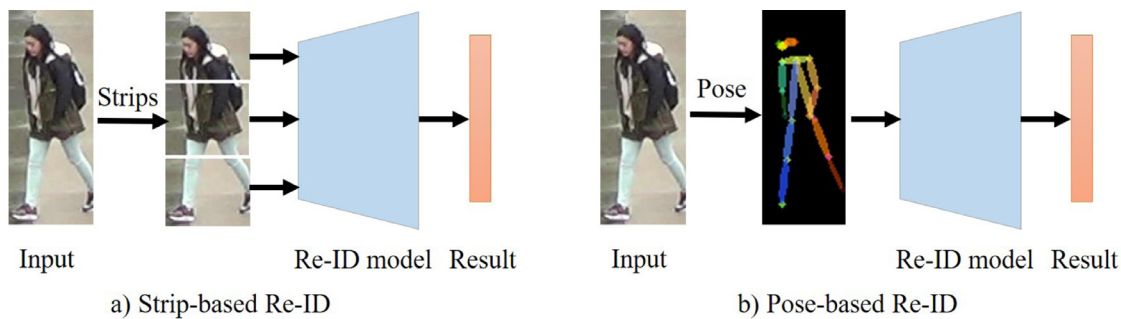 Strips
Input
Re-ID model
Result
a) Strip-based Re-ID
Pose
Input
Re-ID model
Result
b) Pose-based Re-ID